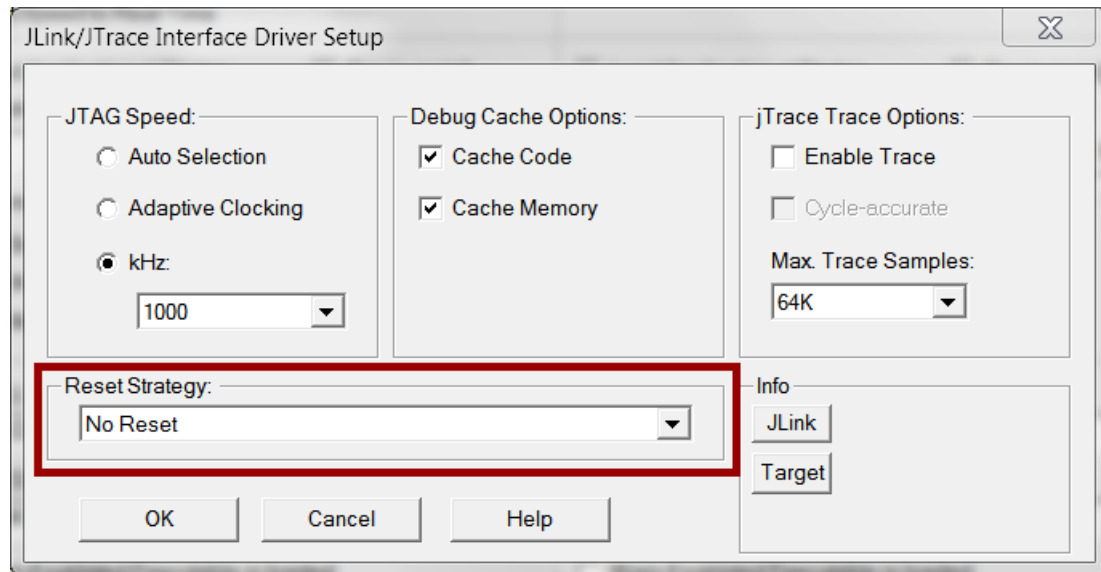 JLink/JTrace Interface Driver Setup
JTAG Speed:
Auto Selection
Adaptive Clocking
kHz:
1000
Debug Cache Options:
Cache Code
Cache Memory
jTrace Trace Options:
Enable Trace
Cycle-accurate
Max. Trace Samples:
64K
Reset Strategy:
No Reset
Info
JLink
Target
OK
Cancel
Help